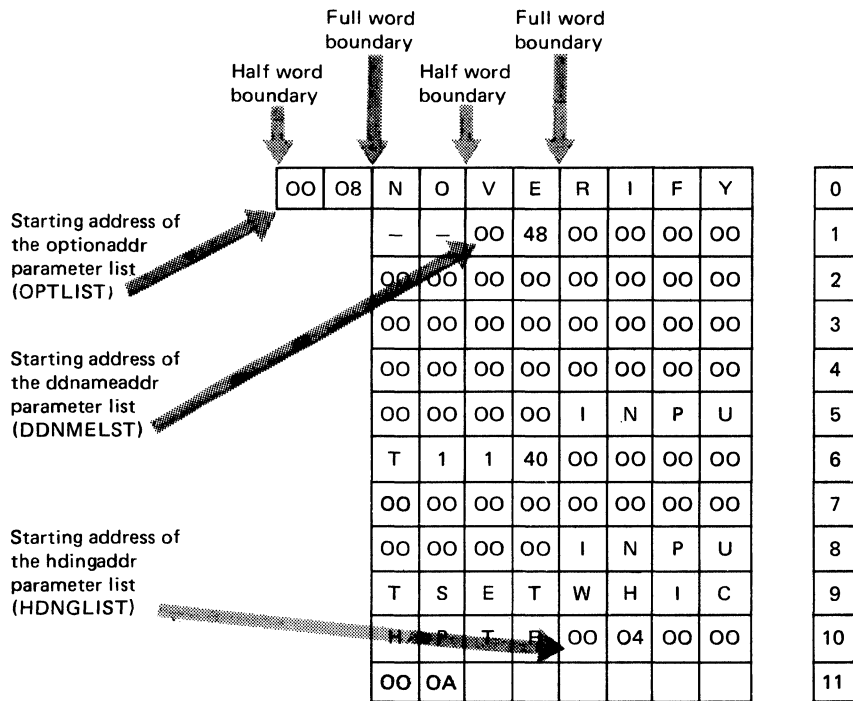 Full word
boundary
Full word
boundary
Half word
boundary
Half word
boundary
00 08 N O V E R I F Y 0
Starting address of
the optionaddr
parameter list
(OPTLIST)
– – 00 48 00 00 00 00 1
00 00 00 00 00 00 00 00 2
00 00 00 00 00 00 00 00 3
00 00 00 00 00 00 00 00 4
Starting address of
the ddnameaddr
parameter list
(DDNMELST)
00 00 00 00 I N P U 5
T 1 1 40 00 00 00 00 6
00 00 00 00 00 00 00 00 7
Starting address of
the hdingaddr
parameter list
(HDNGLIST)
00 00 00 00 I N P U 8
T S E T W H I C 9
H P T E 00 04 00 00 10
00 0A 11